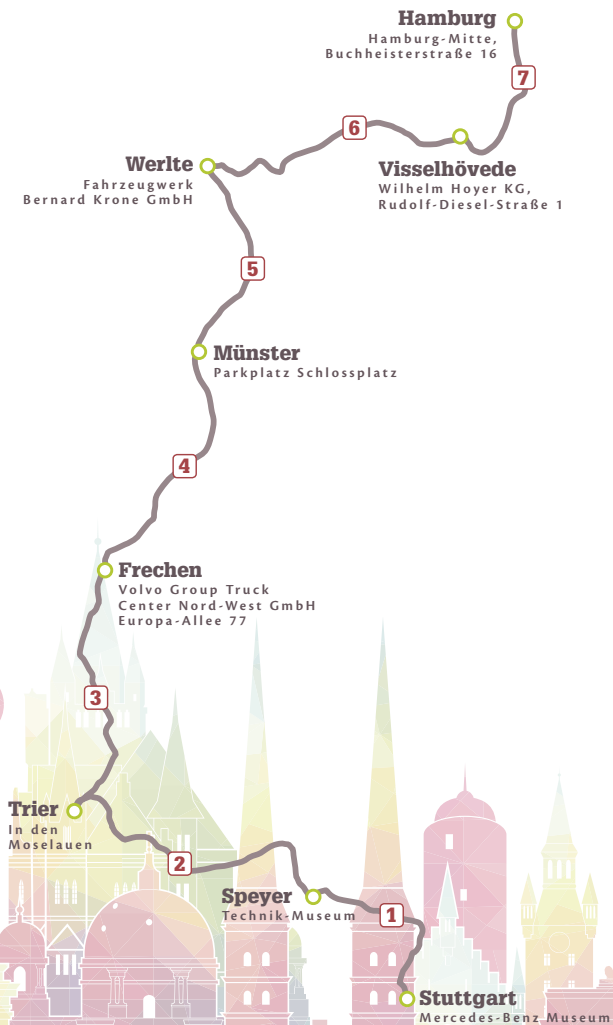 Hamburg
Hamburg-Mitte,
Buchheisterstraße 16
7
6
Werlte
Fahrzeugwerk
Bernard Krone GmbH
Visselhövede
Wilhelm Hoyer KG,
Rudolf-Diesel-Straße 1
5
Münster
Parkplatz Schlossplatz
4
Frechen
Volvo Group Truck
Center Nord-West GmbH
Europa-Allee 77
3
Trier
In den
Moselauen
2
Speyer
Technik-Museum
1
Stuttgart
Mercedes-Benz Museum